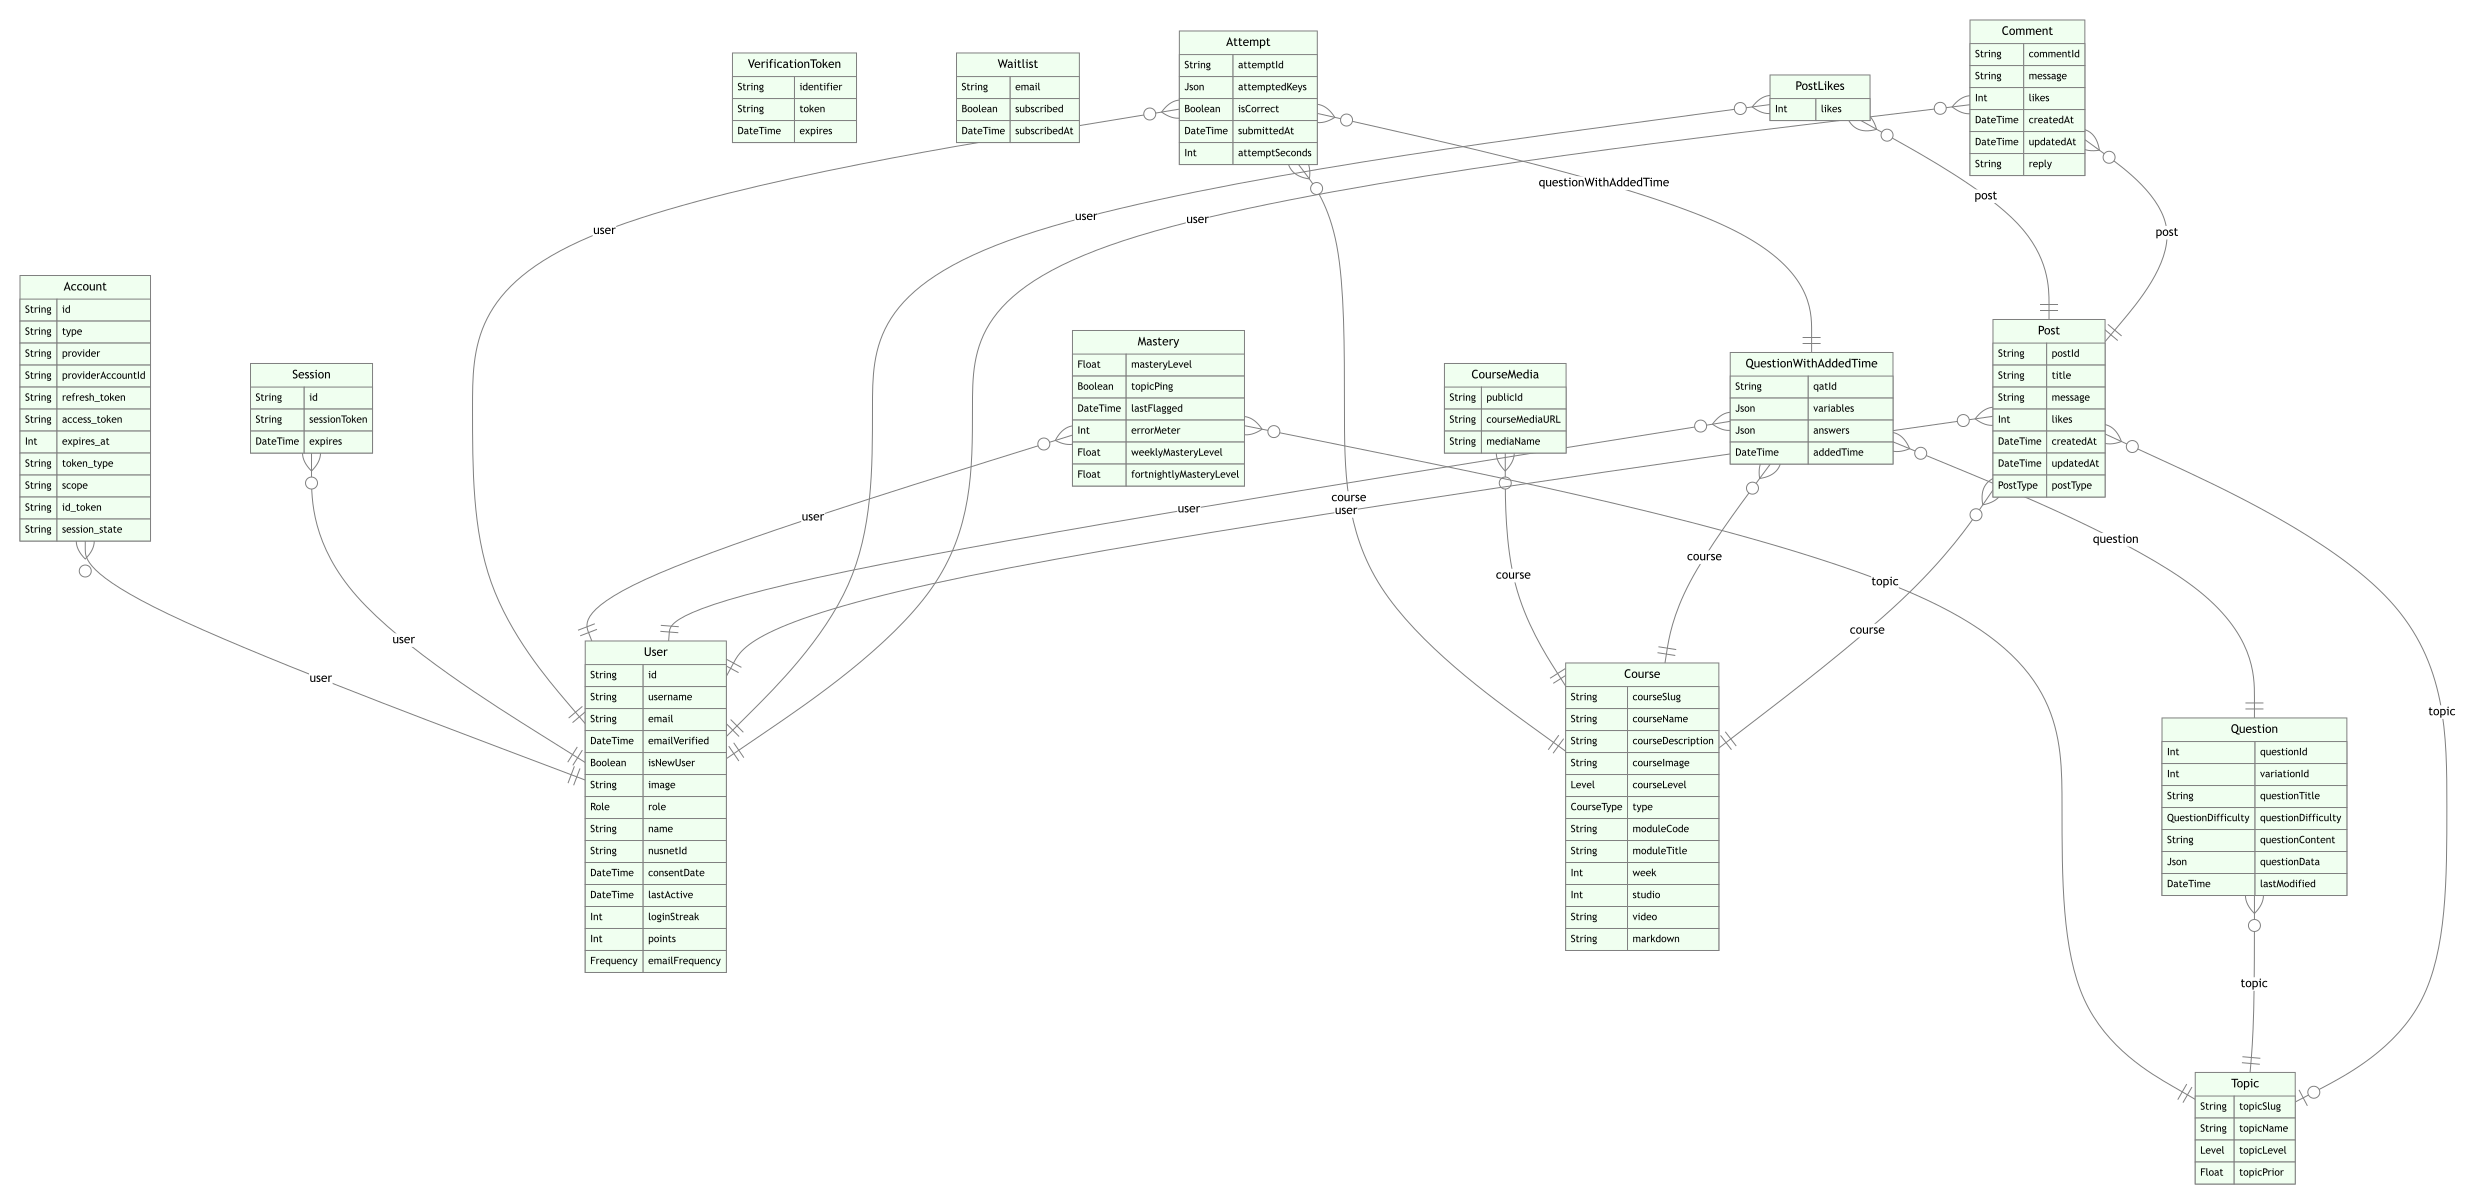 VerificationToken
String identifier
String token
DateTime expires
Waitlist
String email
Boolean subscribed
DateTime subscribedAt
Attempt
String attemptId
Json attemptedKeys
Boolean isCorrect
DateTime submittedAt
Int attemptSeconds
PostLikes
Int likes
Comment
String commentId
String message
Int likes
DateTime createdAt
DateTime updatedAt
String reply
questionWithAddedTime
post
user
user
user
post
Account
String id
String type
String provider
String providerAccountId
String refresh_token
String access_token
Int expires_at
String token_type
String scope
String id_token
String session_state
Session
String id
String sessionToken
DateTime expires
Mastery
Float masteryLevel
Boolean topicPing
DateTime lastFlagged
Int errorMeter
Float weeklyMasteryLevel
Float fortnightlyMasteryLevel
CourseMedia
String publicId
String courseMediaURL
String mediaName
QuestionWithAddedTime
String qatId
Json variables
Json answers
DateTime addedTime
Post
String postId
String title
String message
Int likes
DateTime createdAt
DateTime updatedAt
PostType postType
user
user
course
user
course
course
topic
question
course
user
user
topic
User
String id
String username
String email
DateTime emailVerified
Boolean isNewUser
String image
Role role
String name
String nusnetId
DateTime consentDate
DateTime lastActive
Int loginStreak
Int points
Frequency emailFrequency
Course
String courseSlug
String courseName
String courseDescription
String courseImage
Level courseLevel
CourseType type
String moduleCode
String moduleTitle
Int week
Int studio
String video
String markdown
Question
Int questionId
Int variationId
String questionTitle
QuestionDifficulty questionDifficulty
String questionContent
Json questionData
DateTime lastModified
topic
Topic
String topicSlug
String topicName
Level topicLevel
Float topicPrior